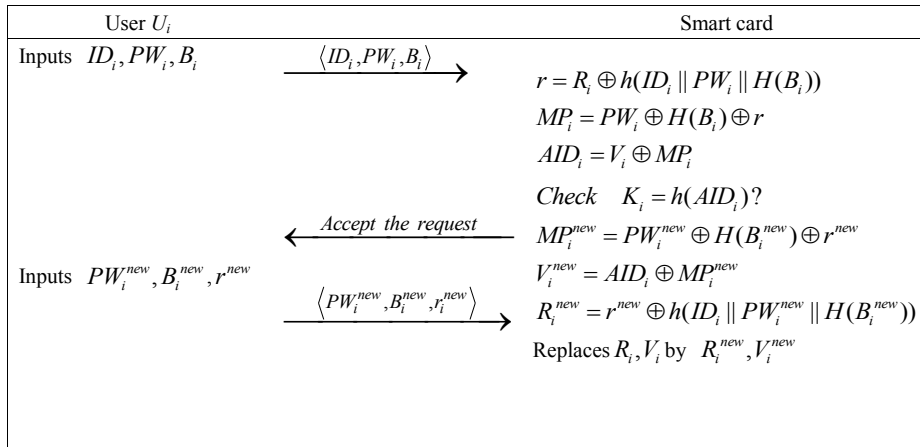 User U_i Smart card
Inputs ID_i, PW_i, B_i
⟨ID_i, PW_i, B_i⟩
r = R_i ⊕ h(ID_i || PW_i || H(B_i))
MP_i = PW_i ⊕ H(B_i) ⊕ r
AID_i = V_i ⊕ MP_i
Check K_i = h(AID_i)?
Accept the request
MP_i^{new} = PW_i^{new} ⊕ H(B_i^{new}) ⊕ r^{new}
Inputs PW_i^{new}, B_i^{new}, r^{new}
V_i^{new} = AID_i ⊕ MP_i^{new}
⟨PW_i^{new}, B_i^{new}, r_i^{new}⟩
R_i^{new} = r^{new} ⊕ h(ID_i || PW_i^{new} || H(B_i^{new}))
Replaces R_i, V_i by R_i^{new}, V_i^{new}